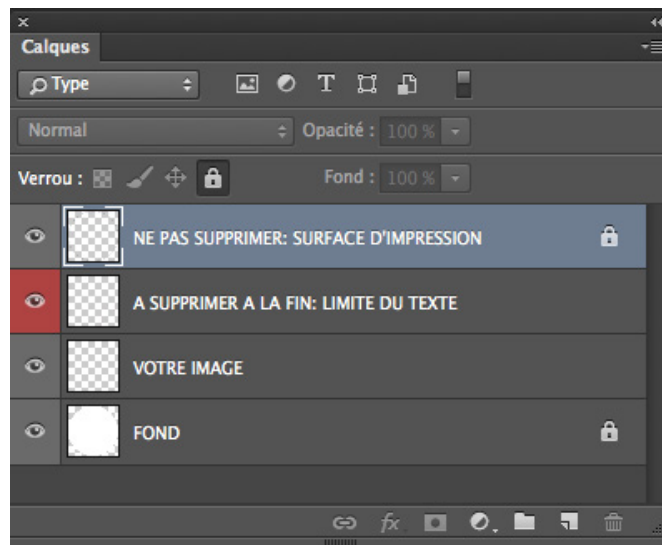 Calques
Type
Normal Opacité : 100 %
Verrou : Fond : 100 %
NE PAS SUPPRIMER: SURFACE D'IMPRESSION
A SUPPRIMER A LA FIN: LIMITE DU TEXTE
VOTRE IMAGE
FOND
fx